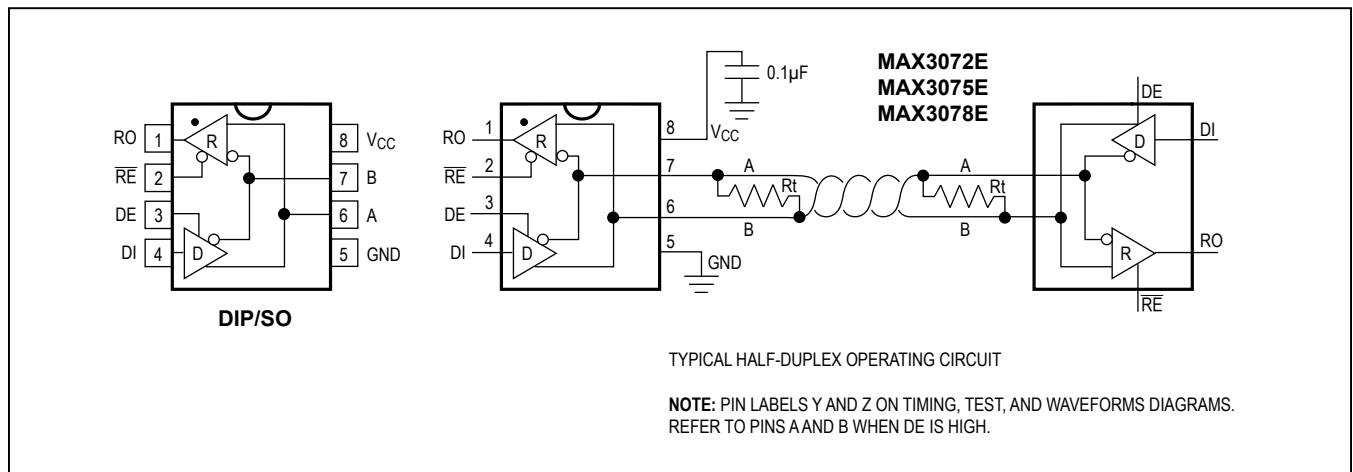 RO
RE
DE
DI
1
2
3
4
R
D
8
7
6
5
VCC
B
A
GND
DIP/SO
RO
RE
DE
DI
1
2
3
4
R
D
8
7
6
5
VCC
GND
0.1µF
A
B
Rt
A
B
Rt
MAX3072E
MAX3075E
MAX3078E
DE
DI
D
R
RO
RE
TYPICAL HALF-DUPLEX OPERATING CIRCUIT
NOTE: PIN LABELS Y AND Z ON TIMING, TEST, AND WAVEFORMS DIAGRAMS.
REFER TO PINS A AND B WHEN DE IS HIGH.